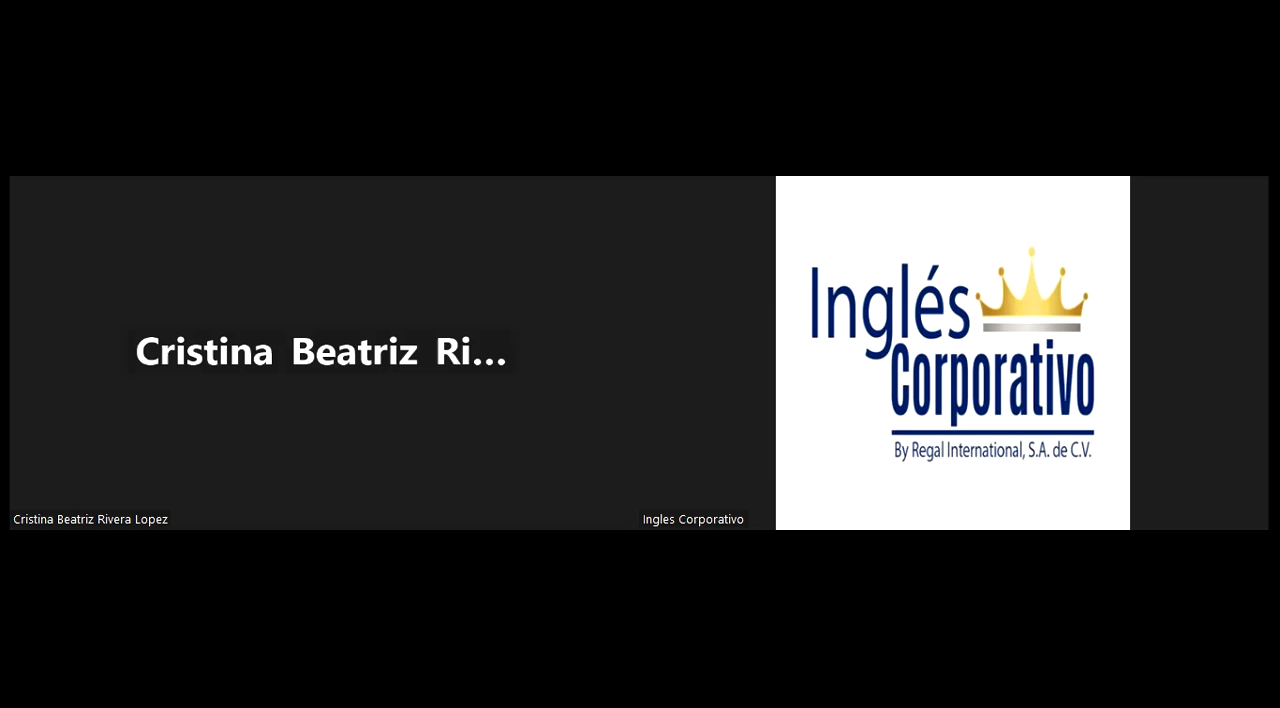 Cristina Beatriz Ri...
Cristina Beatriz Rivera Lopez
Ingles Corporativo
Inglés
Corporativo
By Regal International, S.A. de C.V.